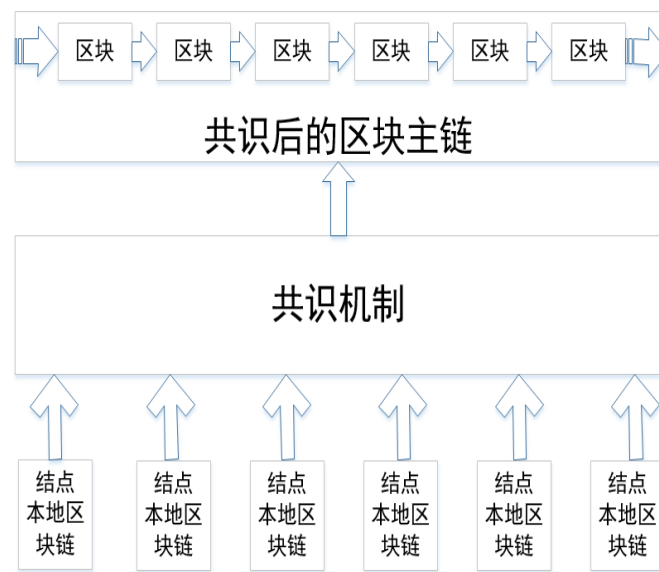 区块 区块 区块 区块 区块 区块
共识后的区块主链
共识机制
结点 结点 结点 结点 结点 结点
本地区 本地区 本地区 本地区 本地区 本地区
块链 块链 块链 块链 块链 块链